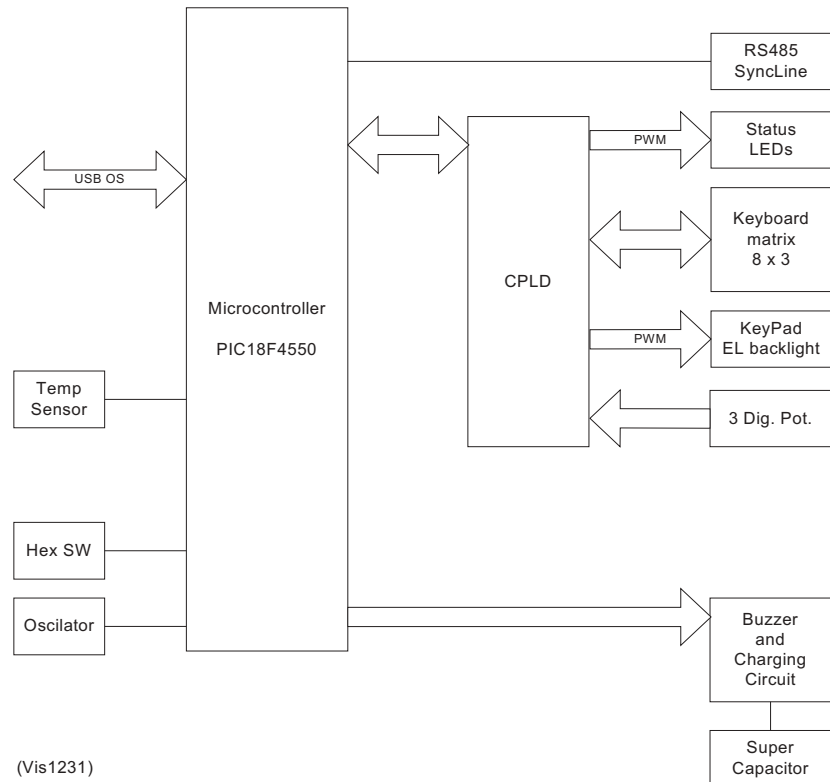 RS485
SyncLine
Status
LEDs
PWM
USB OS
Keyboard
matrix
8 x 3
CPLD
Microcontroller
PIC18F4550
KeyPad
EL backlight
PWM
Temp
Sensor
3 Dig. Pot.
Hex SW
Oscilator
Buzzer
and
Charging
Circuit
Super
Capacitor
(Vis1231)